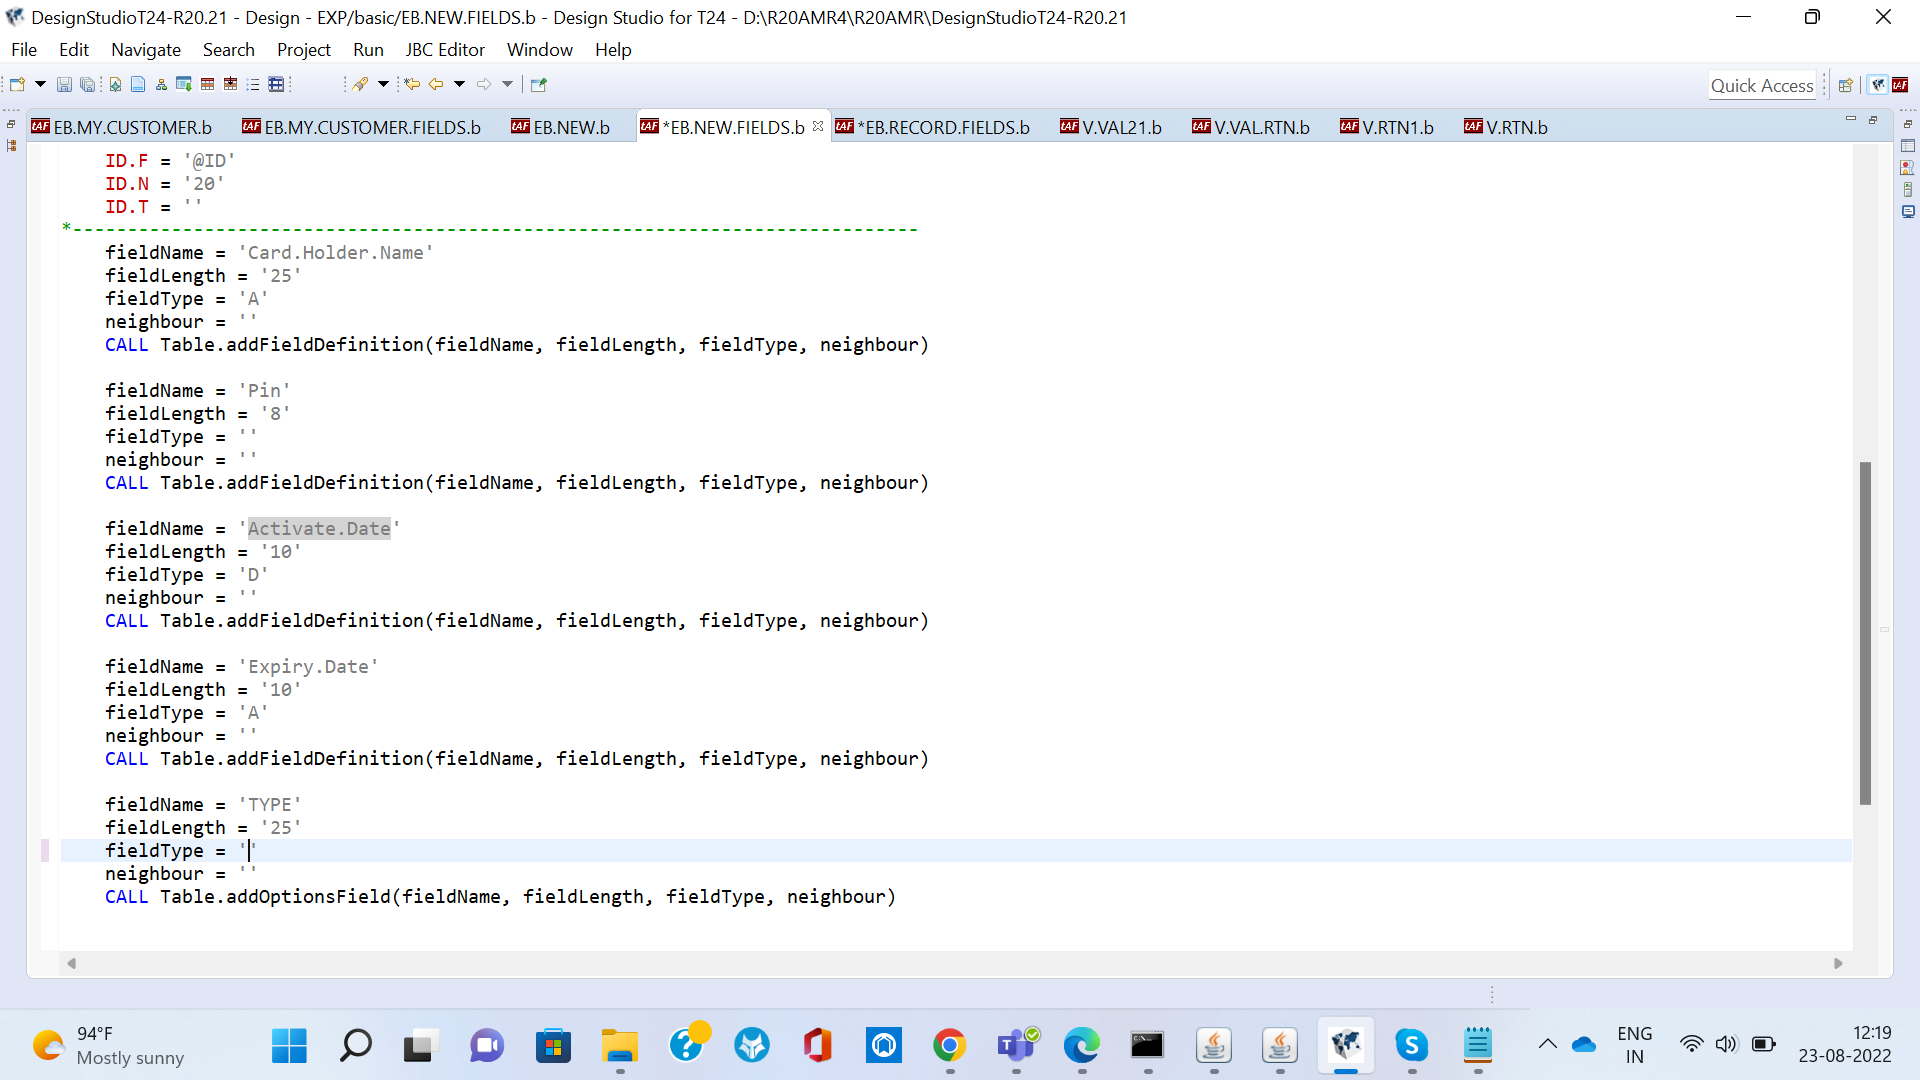 DesignStudioT24-R20.21 - Design - EXP/basic/EB.NEW.FIELDS.b - Design Studio for T24 - D:\R20AMR4\R20AMR\DesignStudioT24-R20.21
File Edit Navigate Search Project Run JBC Editor Window Help
Quick Access
EB.MY.CUSTOMER.b EB.MY.CUSTOMER.FIELDS.b EB.NEW.b *EB.NEW.FIELDS.b *EB.RECORD.FIELDS.b V.VAL21.b V.VAL.RTN.b V.RTN1.b V.RTN.b
ID.F = '@ID'
ID.N = '20'
ID.T = ''
*-----------------------------------------------------------------------------
fieldName = 'Card.Holder.Name'
fieldLength = '25'
fieldType = 'A'
neighbour = ''
CALL Table.addFieldDefinition(fieldName, fieldLength, fieldType, neighbour)
fieldName = 'Pin'
fieldLength = '8'
fieldType = ''
neighbour = ''
CALL Table.addFieldDefinition(fieldName, fieldLength, fieldType, neighbour)
fieldName = 'Activate.Date'
fieldLength = '10'
fieldType = 'D'
neighbour = ''
CALL Table.addFieldDefinition(fieldName, fieldLength, fieldType, neighbour)
fieldName = 'Expiry.Date'
fieldLength = '10'
fieldType = 'A'
neighbour = ''
CALL Table.addFieldDefinition(fieldName, fieldLength, fieldType, neighbour)
fieldName = 'TYPE'
fieldLength = '25'
fieldType = ''
neighbour = ''
CALL Table.addOptionsField(fieldName, fieldLength, fieldType, neighbour)
94°F
Mostly sunny
ENG
IN
12:19
23-08-2022